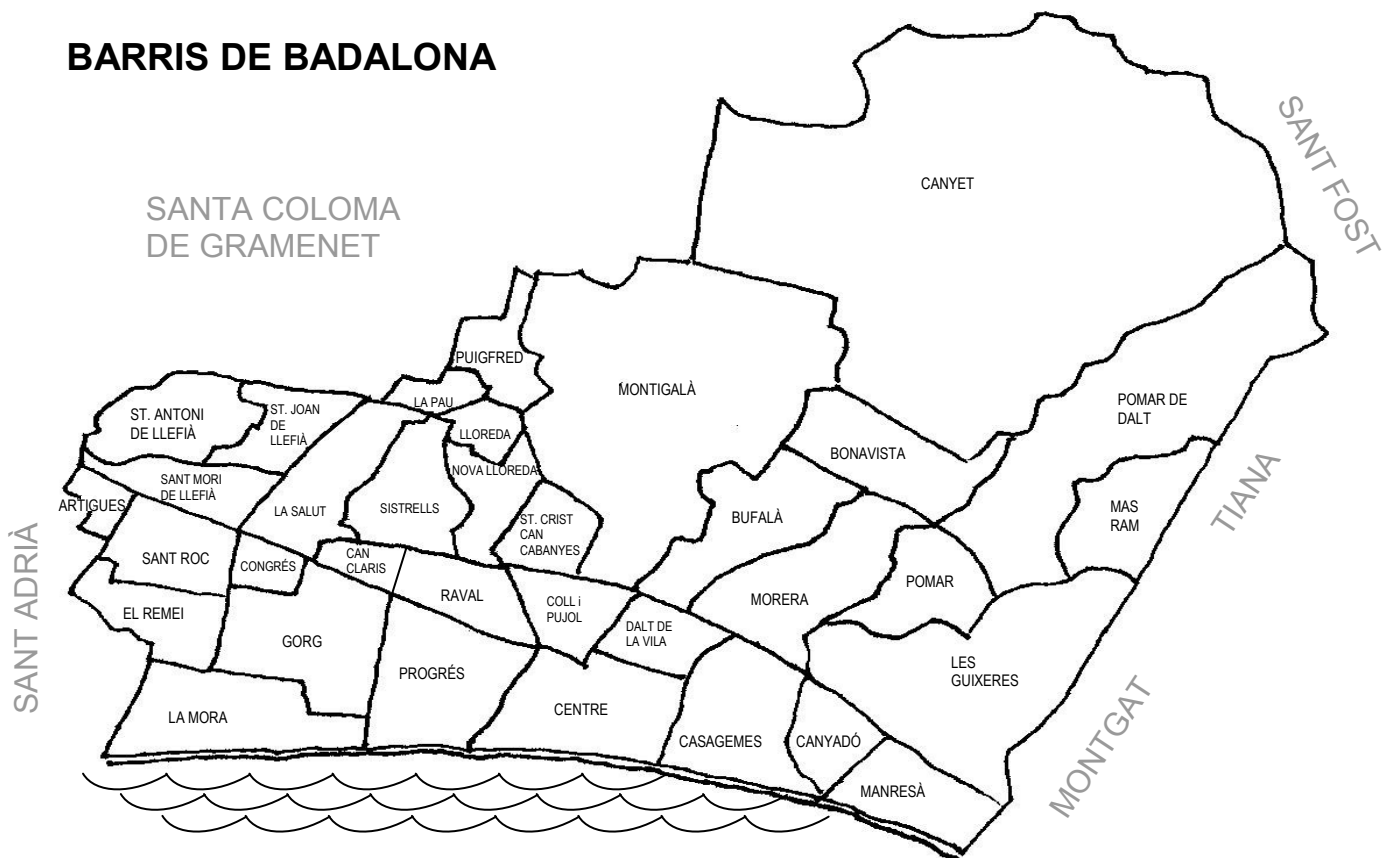 BARRIS DE BADALONA
SANT FOST
CANYET
SANTA COLOMA
DE GRAMENET
PUIGFRED
MONTIGALÀ
LA PAU
POMAR DE
DALT
ST. ANTONI
DE LLEFIÀ
ST. JOAN
DE
LLEFIÀ
LLOREDA
BONAVISTA
NOVA LLOREDA
SANT MORI
DE LLEFIÀ
ARTIGUES
LA SALUT
SISTRELLS
ST. CRIST
CAN
CABANYES
BUFALÀ
MAS
RAM
TIANA
SANT ROC
CONGRÉS
CAN
CLARIS
RAVAL
COLL i
PUJOL
MORERA
POMAR
SANT ADRIÀ
EL REMEI
GORG
DALT DE
LA VILA
PROGRÉS
LES
GUIXERES
LA MORA
CENTRE
CASAGEMES
CANYADÓ
MONTGAT
MANRESÀ